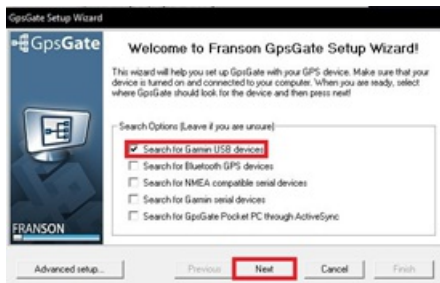 GpsGate Setup Wizard
GpsGate
Welcome to Franson GpsGate Setup Wizard!
This wizard will help you set up GpsGate with your GPS device. Make sure that your
device is turned on and connected to your computer. When you are ready, select
where GpsGate should look for the device and then press next!
Search Options (Leave if you are unsure)
Search for Garmin USB devices
Search for Bluetooth GPS devices
Search for NMEA compatible serial devices
Search for Garmin serial devices
Search for GpsGate Pocket PC through ActiveSync
FRANSON
Advanced setup...
Previous
Next
Cancel
Finish